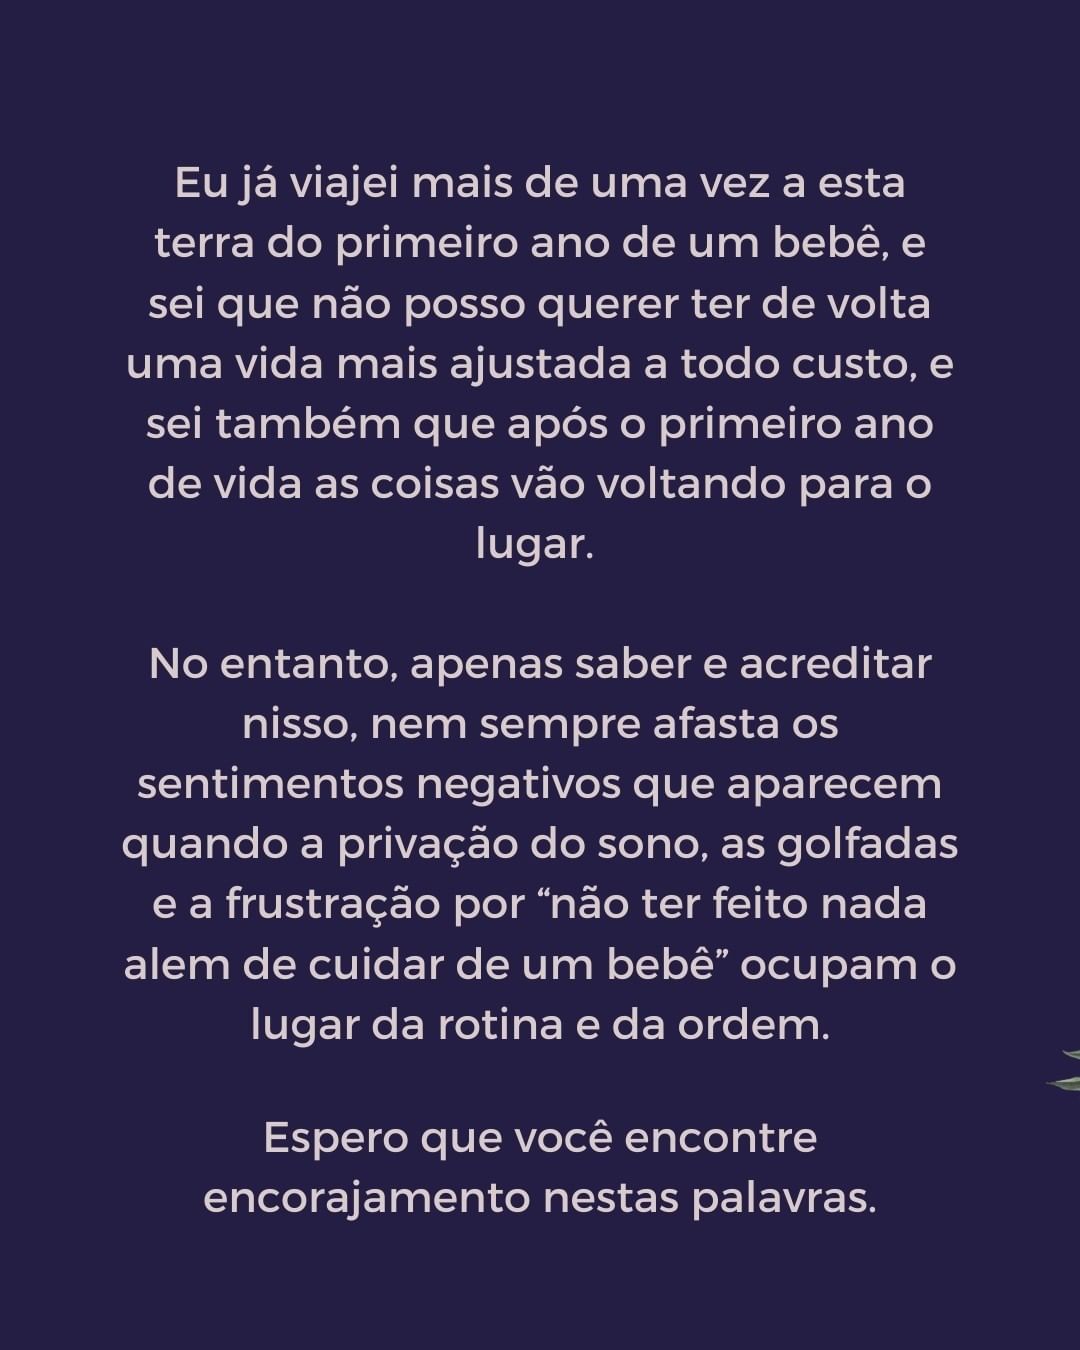 Eu já viajei mais de uma vez a esta
terra do primeiro ano de um bebê, e
sei que não posso querer ter de volta
uma vida mais ajustada a todo custo, e
sei também que após o primeiro ano
de vida as coisas vão voltando para o
lugar.
No entanto, apenas saber e acreditar
nisso, nem sempre afasta os
sentimentos negativos que aparecem
quando a privação do sono, as golfadas
e a frustração por “não ter feito nada
alem de cuidar de um bebê” ocupam o
lugar da rotina e da ordem.
Espero que você encontre
encorajamento nestas palavras.